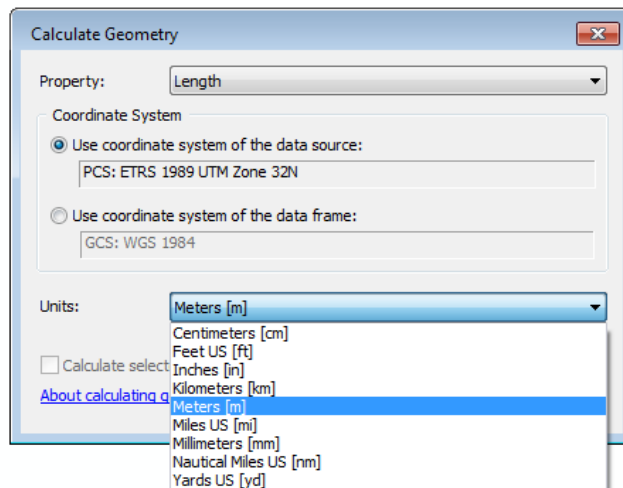 Calculate Geometry
Property:
Length
Coordinate System
Use coordinate system of the data source:
PCS: ETRS 1989 UTM Zone 32N
Use coordinate system of the data frame:
GCS: WGS 1984
Units:
Meters [m]
Centimeters [cm]
Feet US [ft]
Calculate select
Inches [in]
Kilometers [km]
About calculating
Meters [m]
Miles US [mi]
Millimeters [mm]
Nautical Miles US [nm]
Yards US [yd]